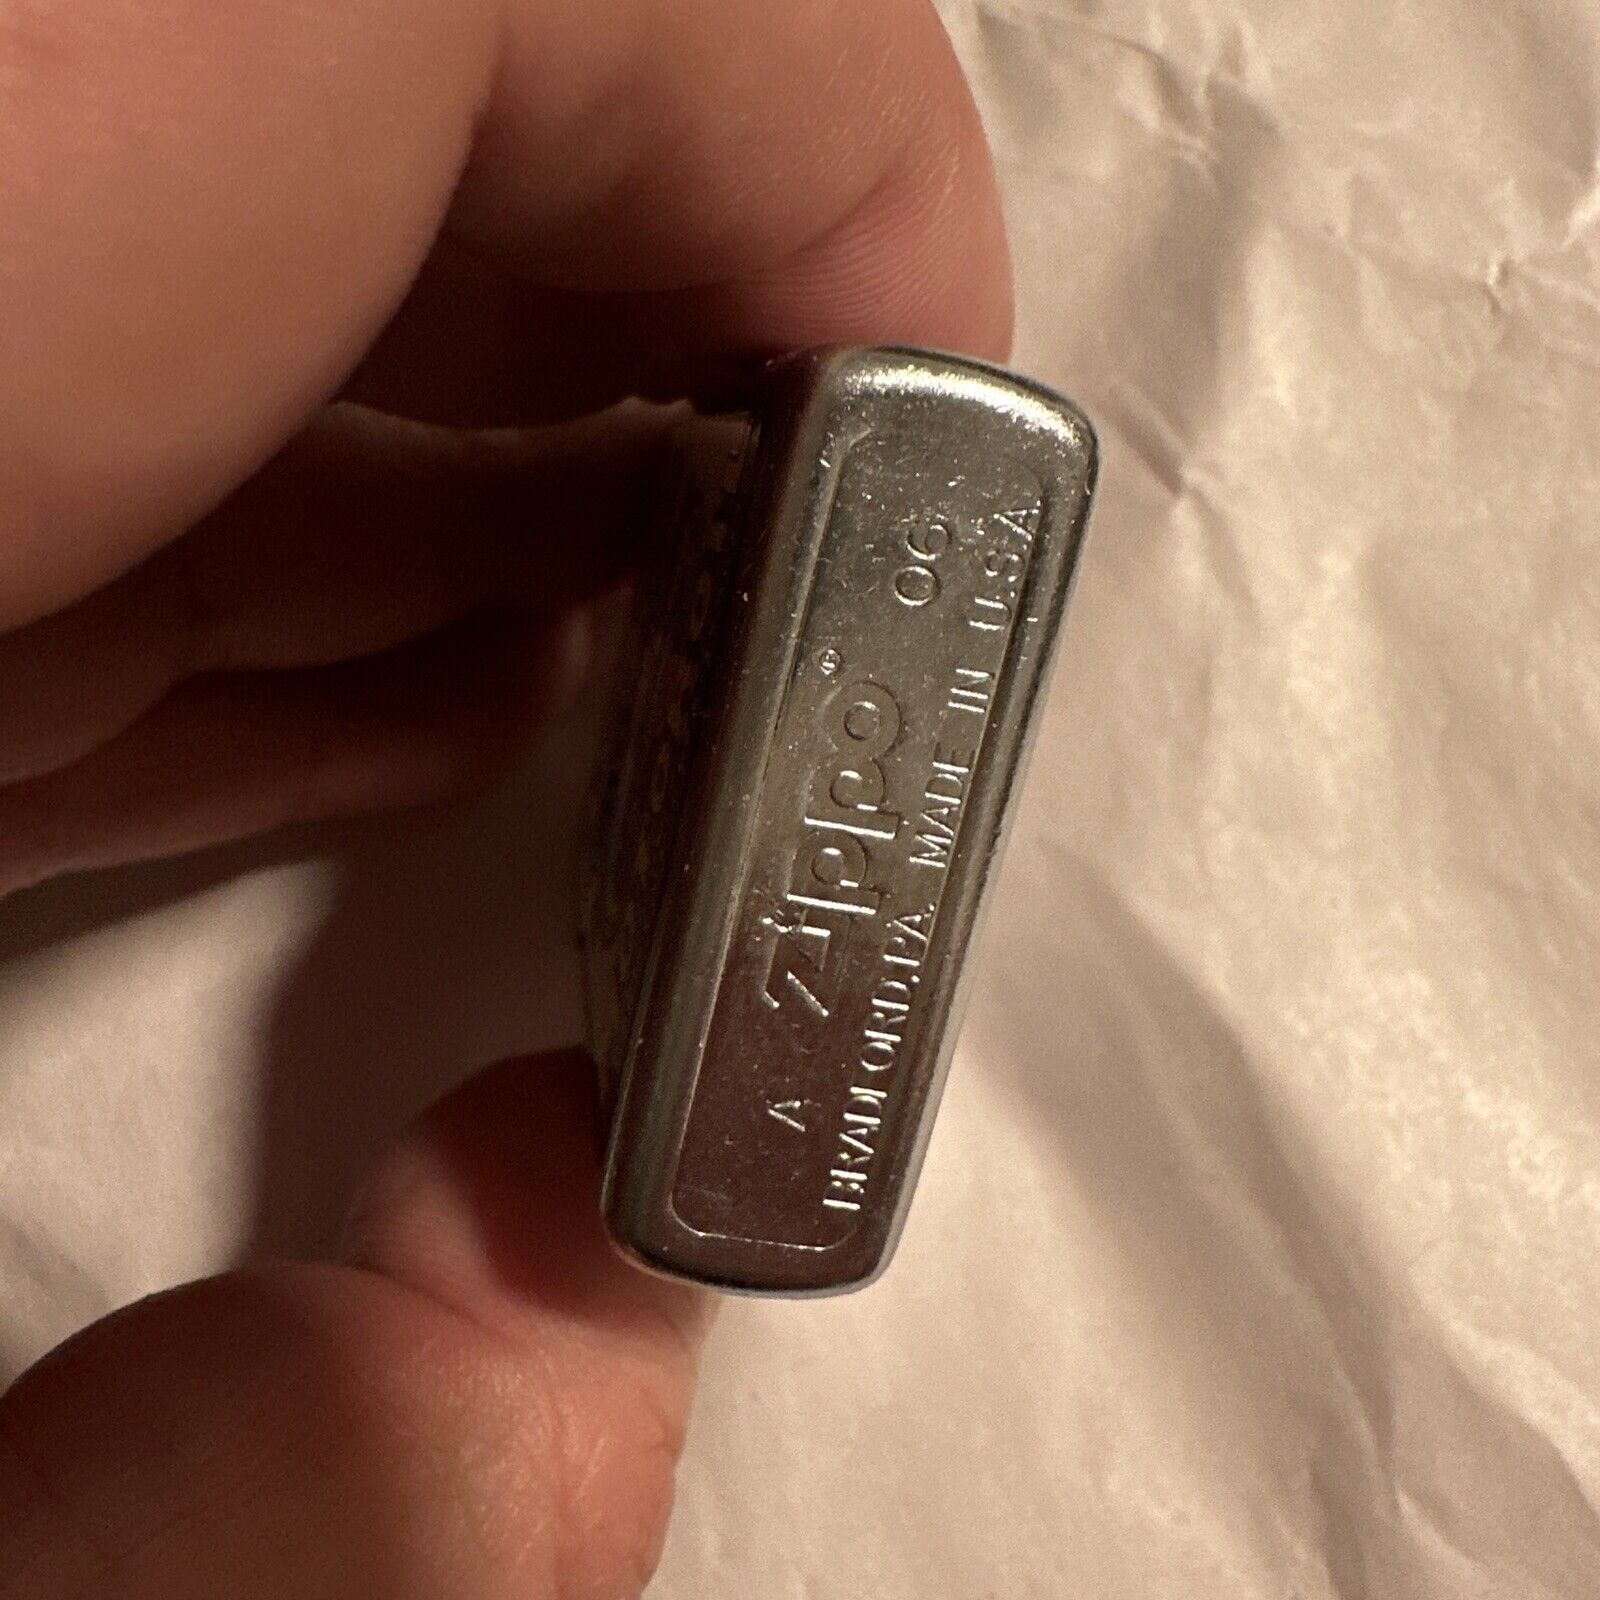 A Zippo® 06
BRADFORD, PA. MADE IN U.S.A